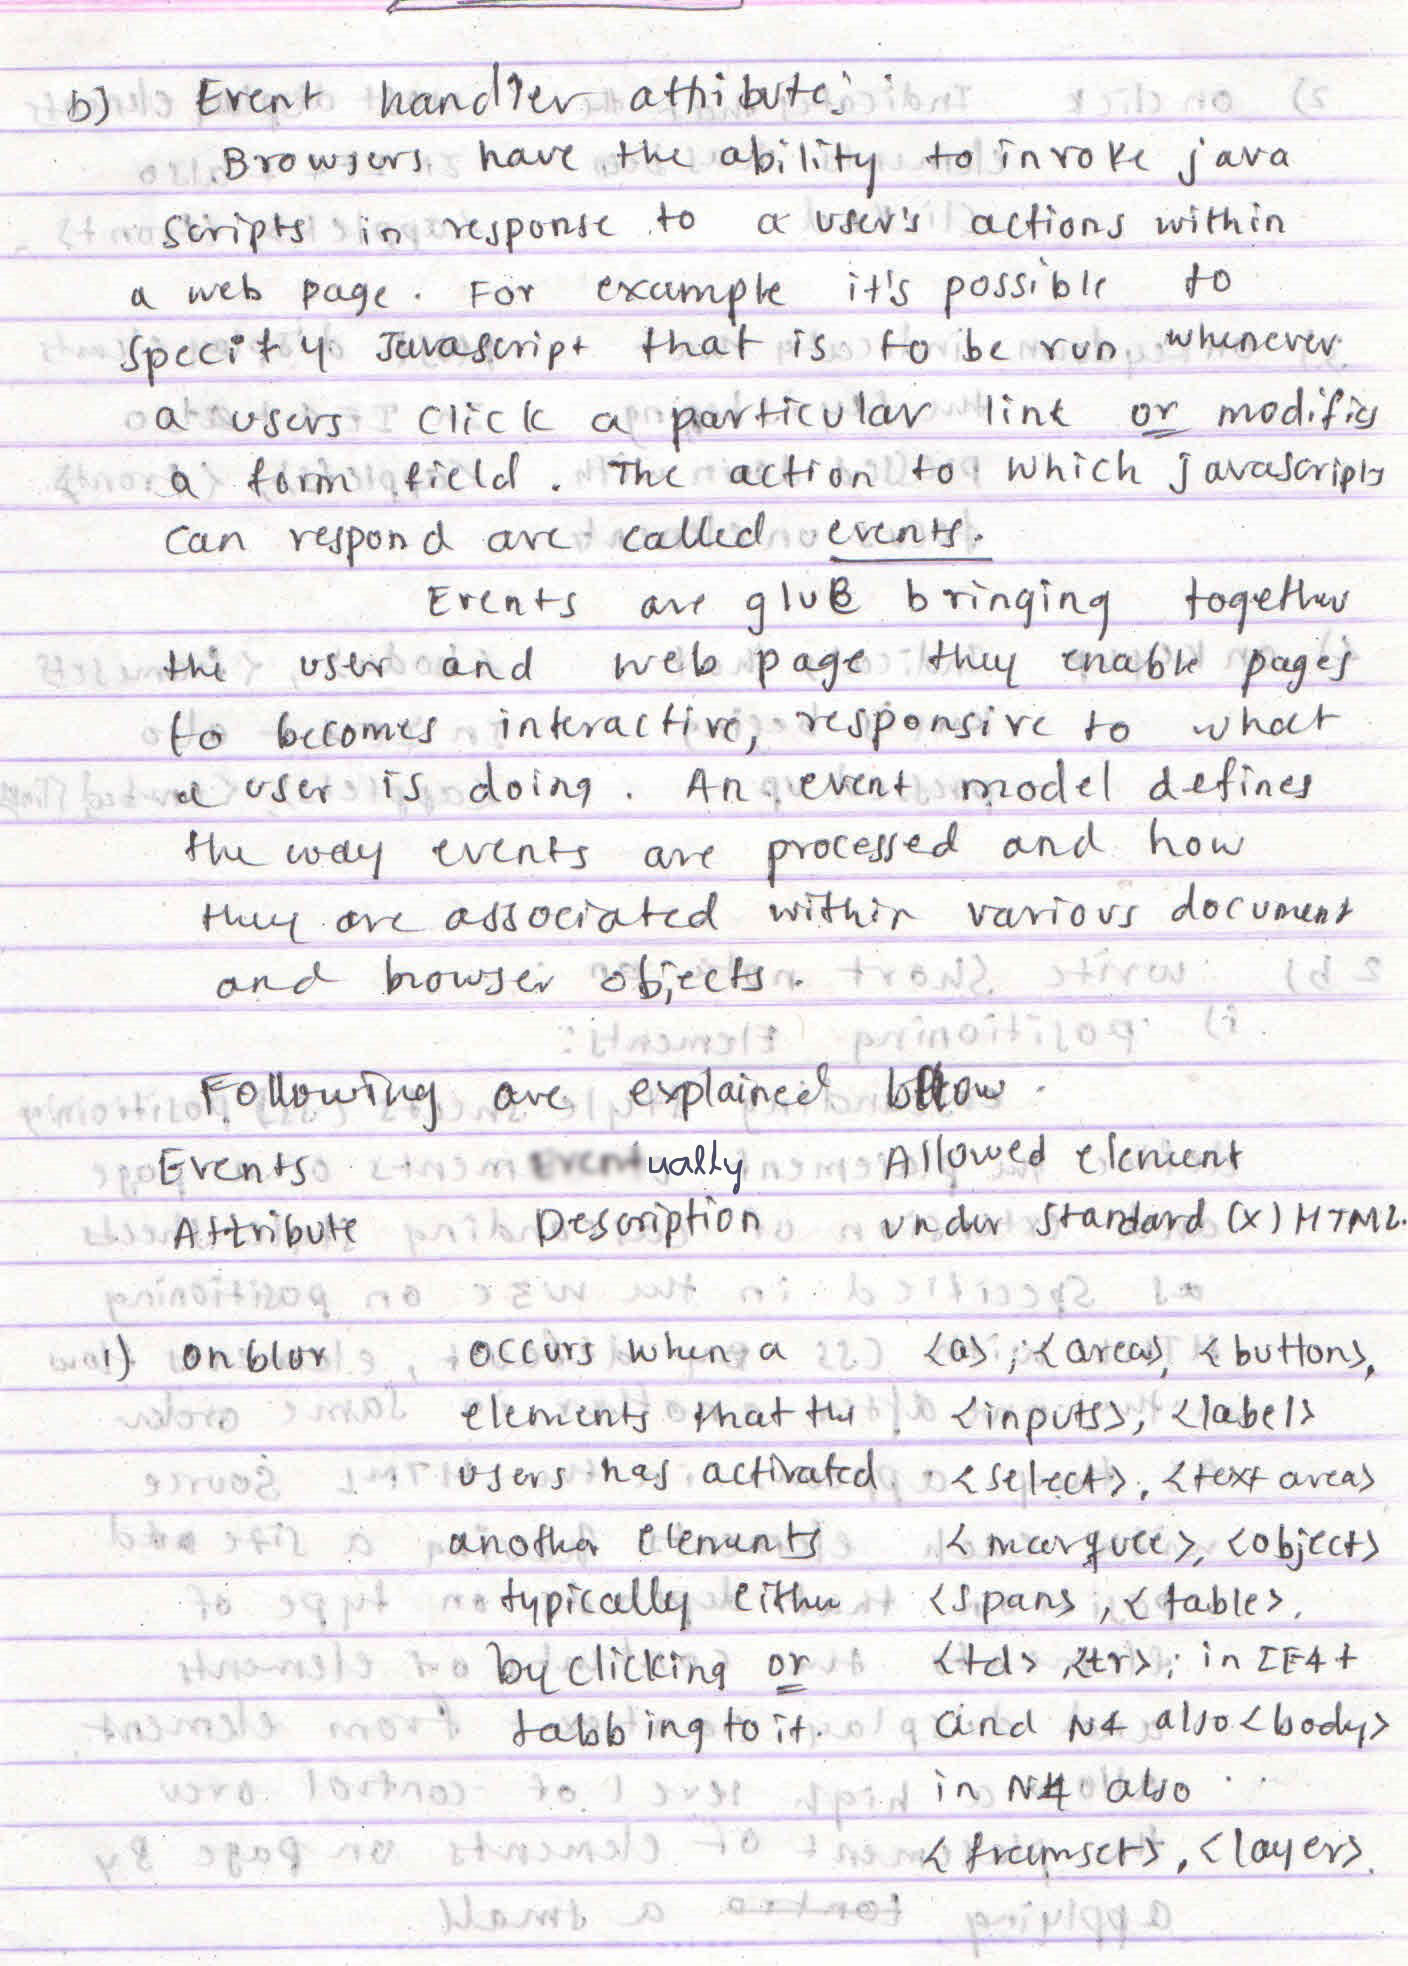 b) Event handler attribute:
Browsers have the ability to invoke java
scripts in response to a user's actions within
a web page. For example it's possible to
specify Javascript that is to be run whenever
a users click a particular link or modifies
a form field. The action to which javascripts
can respond are called events.
Events are glue bringing together
the user and web page they enable pages
to becomes interactive, responsive to what
a user is doing. An event model defines
the way events are processed and how
they are associated within various document
and browser objects.
Following are explained below.
Events ually Allowed element
Attribute Description under standard (X) HTML.
1) onblur occurs when a <a>, <area>, <button>,
elements that the <inputs>, <label>
users has activated <select>, <text area>
another elements <marquee>, <object>
typically either <span>, <table>,
by clicking or <td>, <tr>; in IE4+
tabbing to it. and N4 also <body>
in N4 also
<framset>, <layer>.